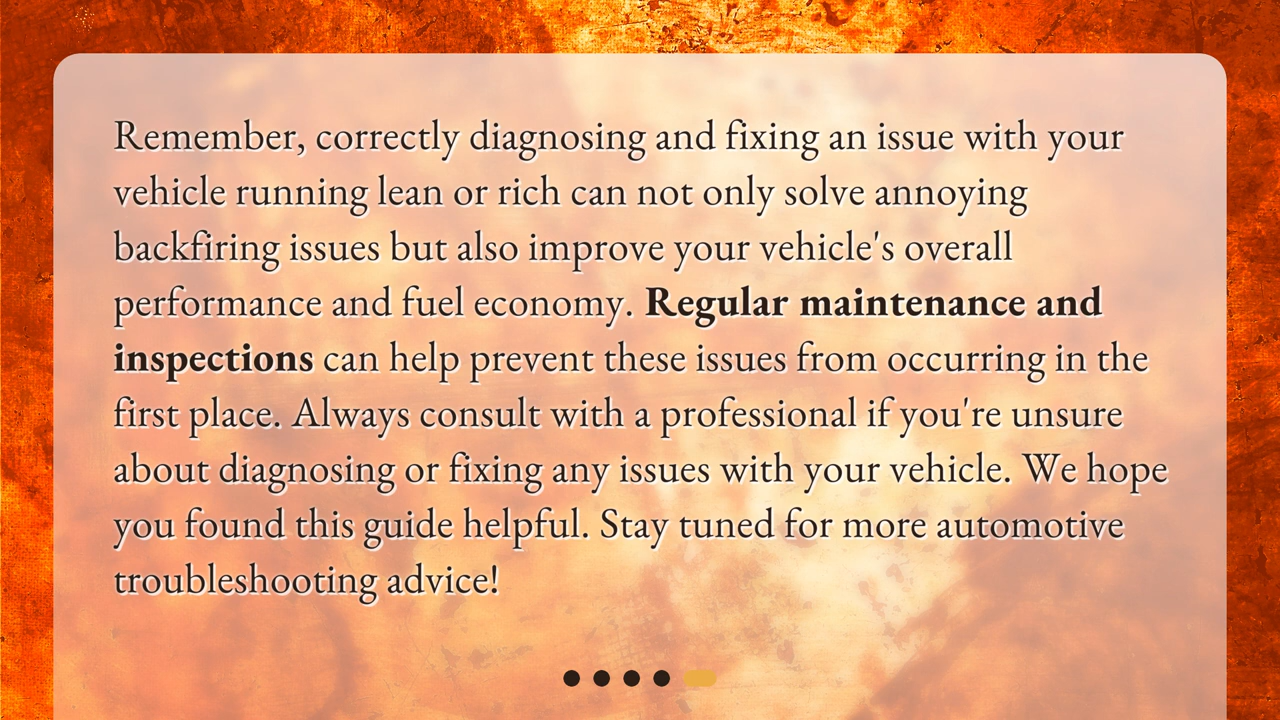 Remember, correctly diagnosing and fixing an issue with your
vehicle running lean or rich can not only solve annoying
backfiring issues but also improve your vehicle's overall
performance and fuel economy. Regular maintenance and
inspections can help prevent these issues from occurring in the
first place. Always consult with a professional if you're unsure
about diagnosing or fixing any issues with your vehicle. We hope
you found this guide helpful. Stay tuned for more automotive
troubleshooting advice!